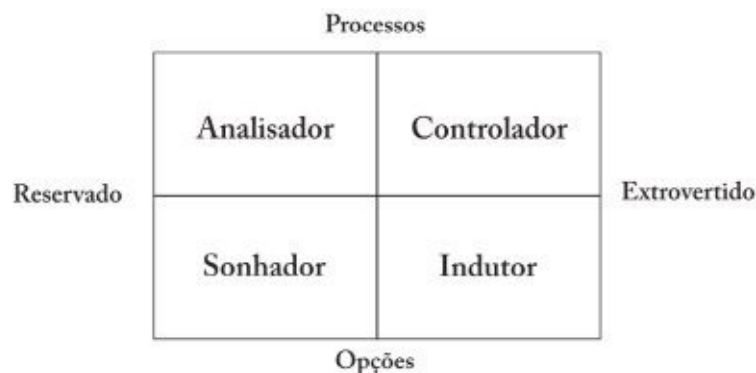 Processos
Analisador Controlador
Reservado Extrovertido
Sonhador Indutor
Opções